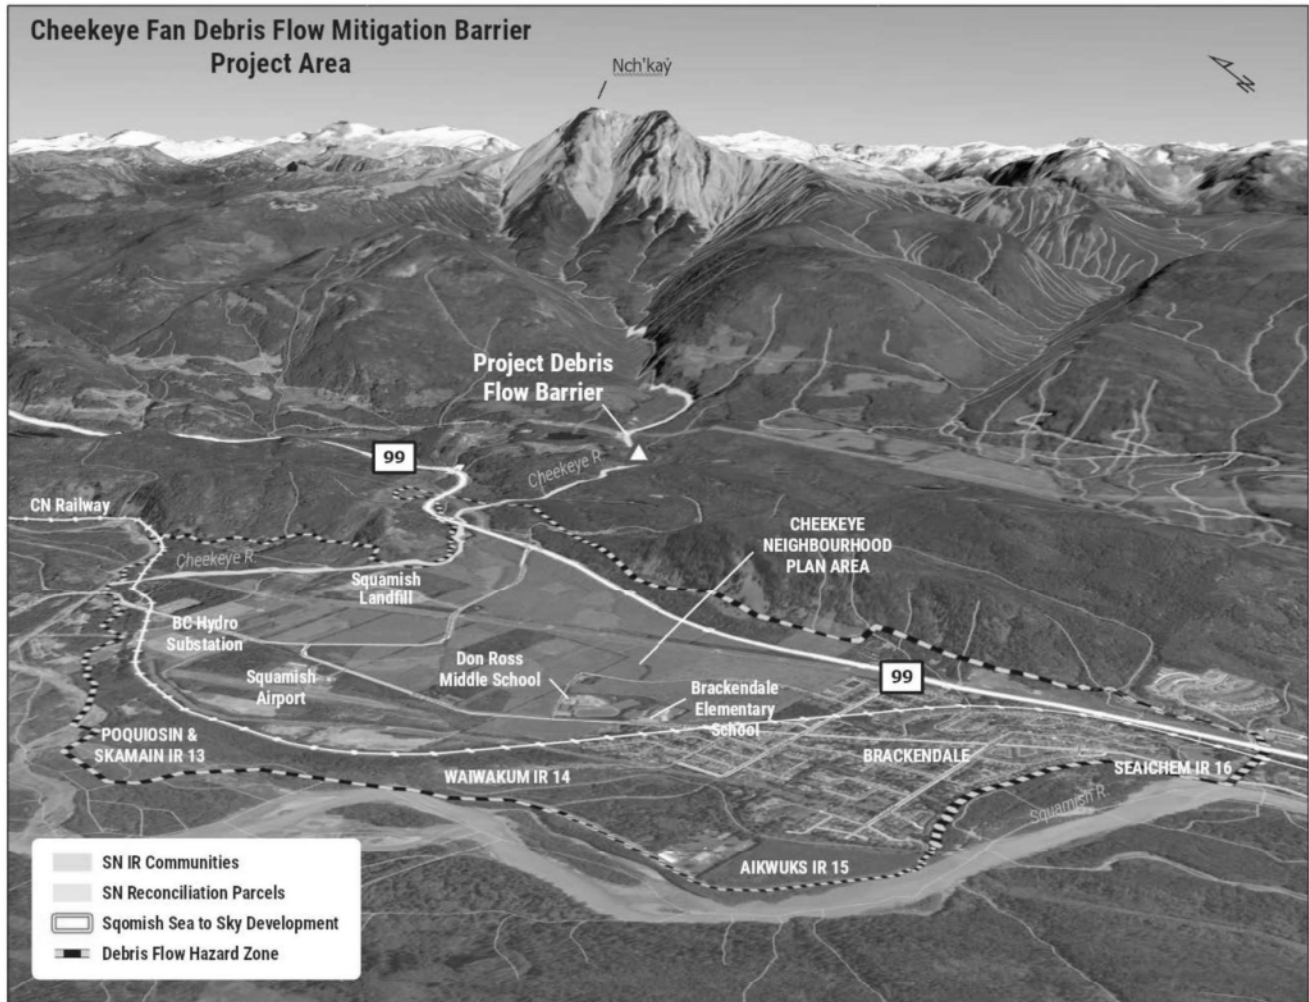 Cheekeye Fan Debris Flow Mitigation Barrier
Project Area
Nch'kaỷ
N
Project Debris
Flow Barrier
99
Cheekeye R.
CN Railway
CHEEKEYE
NEIGHBOURHOOD
PLAN AREA
Cheekeye R.
Squamish
Landfill
BC Hydro
Substation
Don Ross
Middle School
99
Squamish
Airport
Brackendale
Elementary
School
POQUIOSIN &
SKAMAIN IR 13
BRACKENDALE
WAIWAKUM IR 14
SEAICHEM IR 16
Squamish R.
AIKWUKS IR 15
SN IR Communities
SN Reconciliation Parcels
Sqomish Sea to Sky Development
Debris Flow Hazard Zone